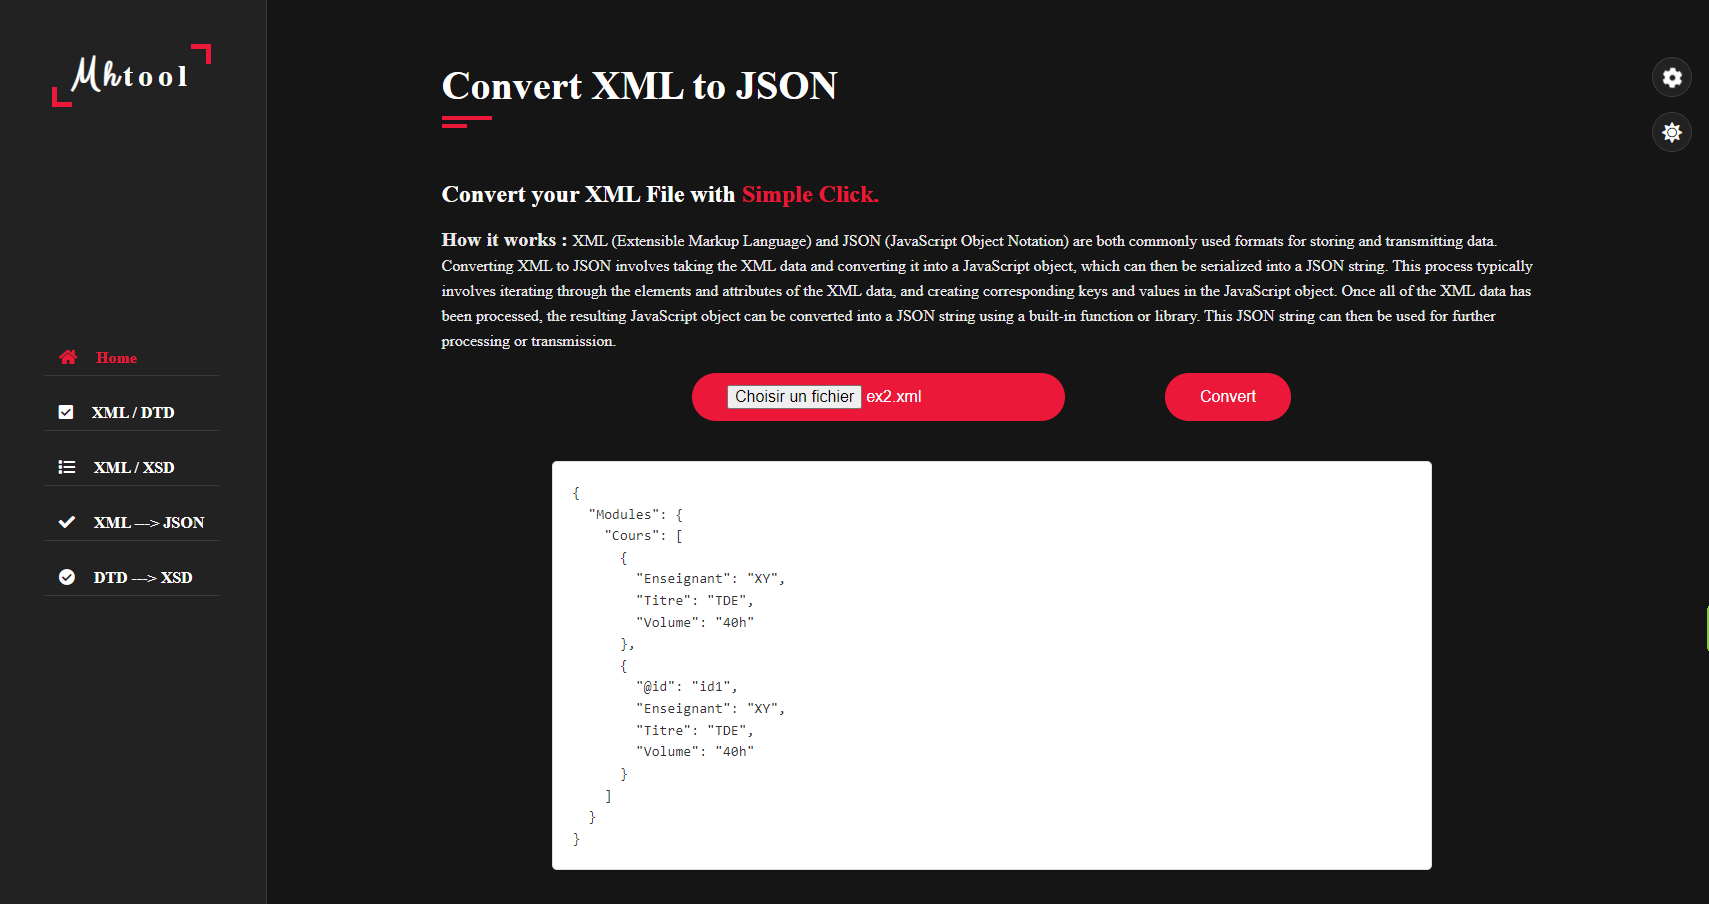 Mhtool
Home
XML / DTD
XML / XSD
XML ---> JSON
DTD ---> XSD
Convert XML to JSON
Convert your XML File with Simple Click.
How it works : XML (Extensible Markup Language) and JSON (JavaScript Object Notation) are both commonly used formats for storing and transmitting data.
Converting XML to JSON involves taking the XML data and converting it into a JavaScript object, which can then be serialized into a JSON string. This process typically
involves iterating through the elements and attributes of the XML data, and creating corresponding keys and values in the JavaScript object. Once all of the XML data has
been processed, the resulting JavaScript object can be converted into a JSON string using a built-in function or library. This JSON string can then be used for further
processing or transmission.
Choisir un fichier ex2.xml
Convert
{
  "Modules": {
    "Cours": [
      {
        "Enseignant": "XY",
        "Titre": "TDE",
        "Volume": "40h"
      },
      {
        "@id": "id1",
        "Enseignant": "XY",
        "Titre": "TDE",
        "Volume": "40h"
      }
    ]
  }
}